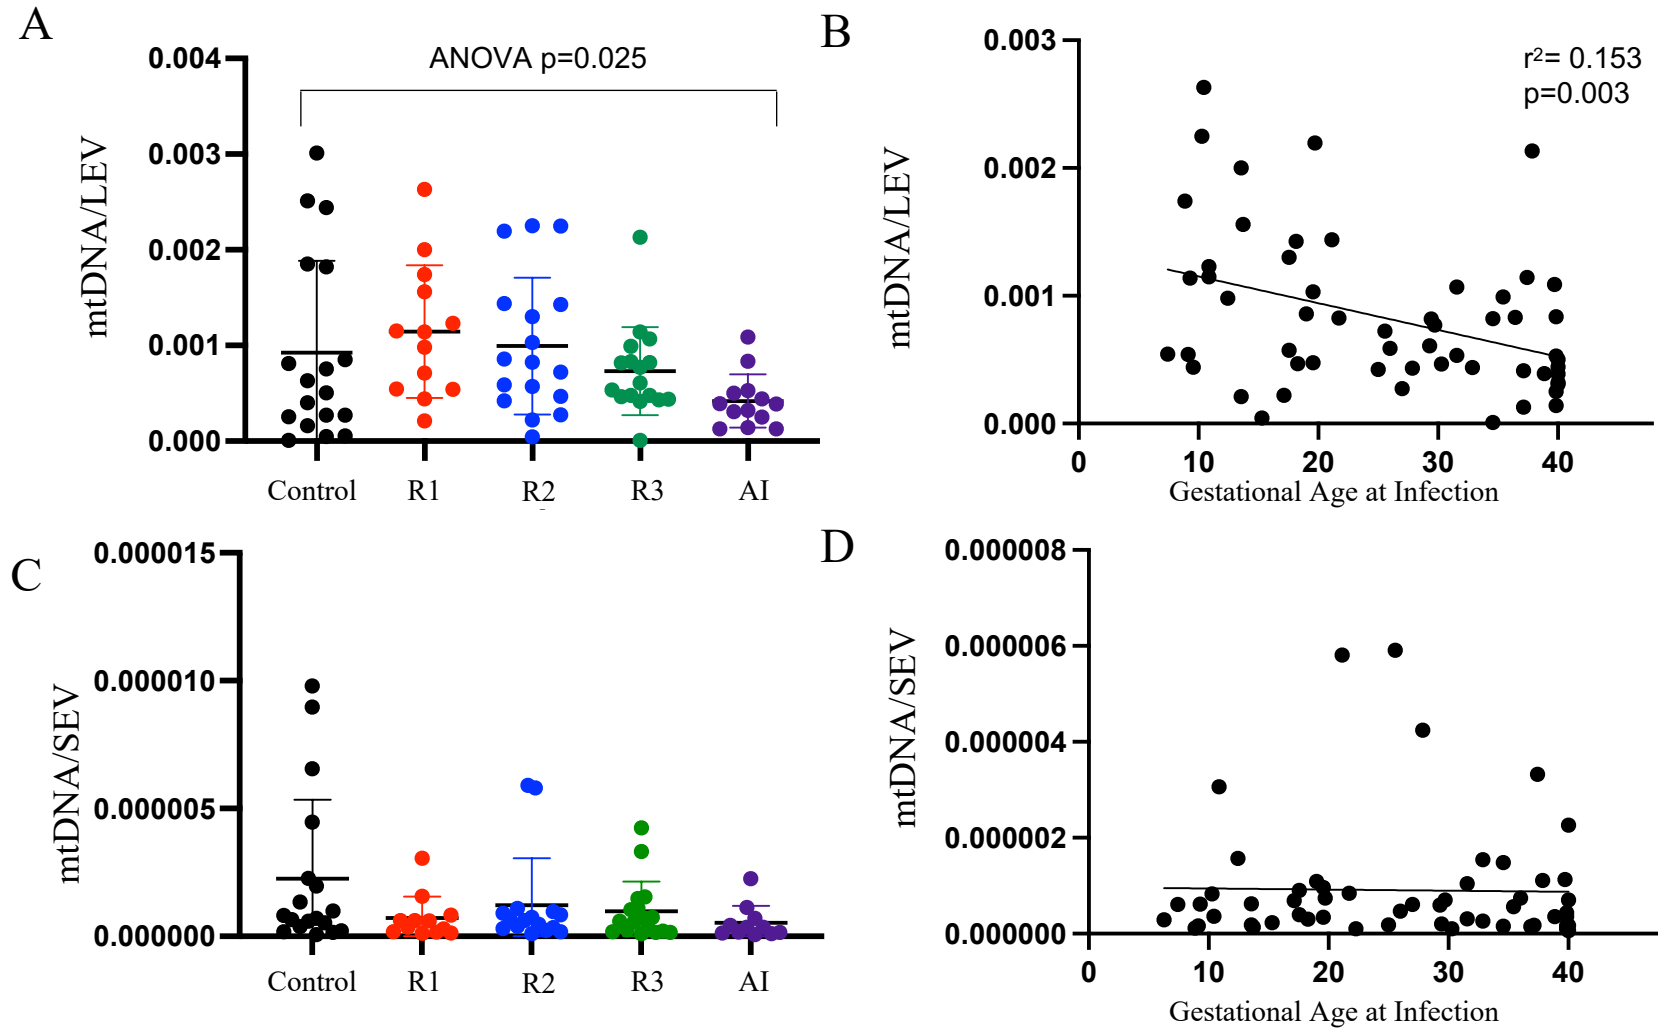 A
ANOVA p=0.025
mtDNA/LEV
0.004
0.003
0.002
0.001
0.000
Control R1 R2 R3 AI
B
r²= 0.153
p=0.003
mtDNA/LEV
0.003
0.002
0.001
0.000
0 10 20 30 40
Gestational Age at Infection
C
mtDNA/SEV
0.000015
0.000010
0.000005
0.000000
Control R1 R2 R3 AI
D
mtDNA/SEV
0.000008
0.000006
0.000004
0.000002
0.000000
0 10 20 30 40
Gestational Age at Infection